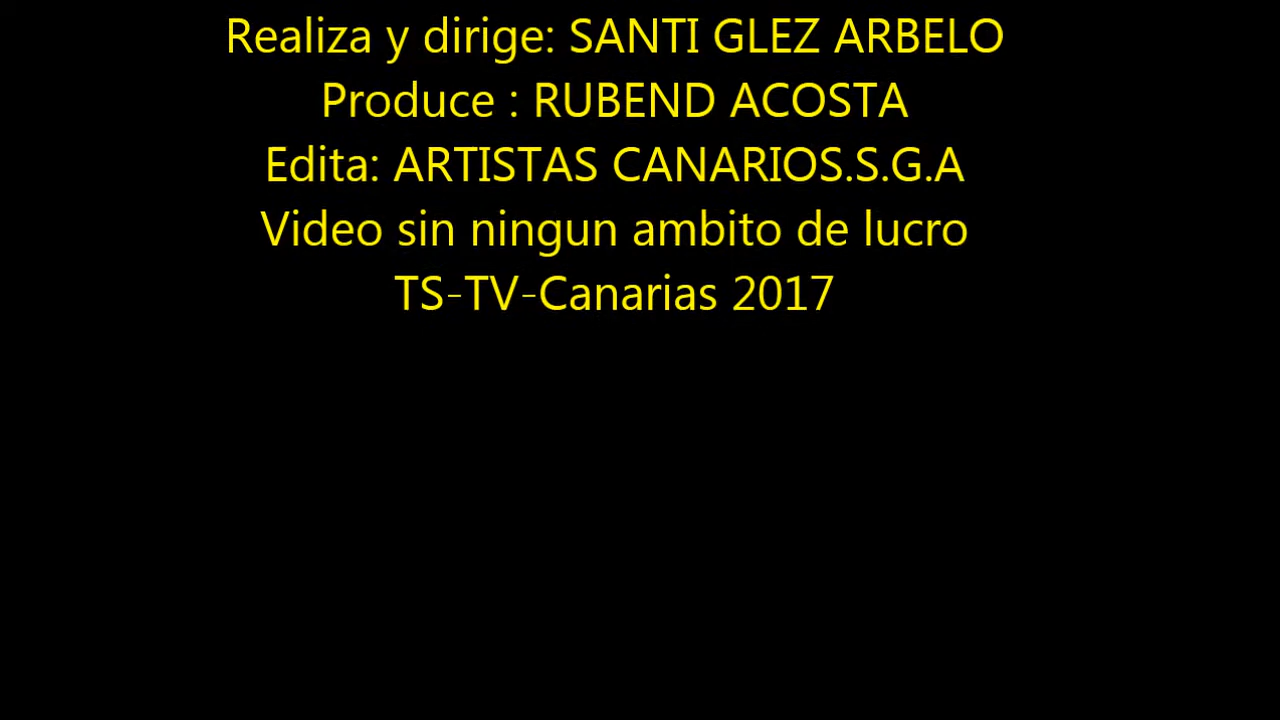 Realiza y dirige: SANTI GLEZ ARBELO
Produce : RUBEND ACOSTA
Edita: ARTISTAS CANARIOS.S.G.A
Video sin ningun ambito de lucro
TS-TV-Canarias 2017